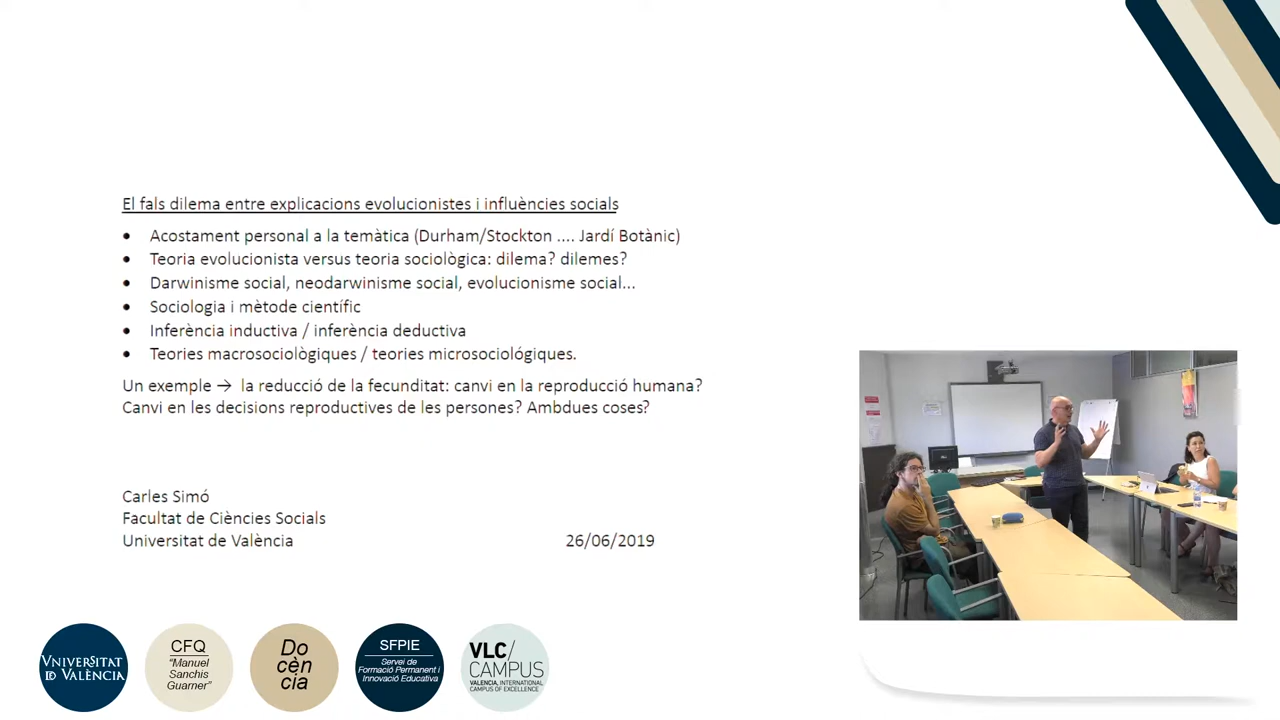 El fals dilema entre explicacions evolucionistes i influències socials
• Acostament personal a la temàtica (Durham/Stockton .... Jardí Botànic)
• Teoria evolucionista versus teoria sociològica: dilema? dilemes?
• Darwinisme social, neodarwinisme social, evolucionisme social...
• Sociologia i mètode científic
• Inferència inductiva / inferència deductiva
• Teories macrosociològiques / teories microsociológiques.
Un exemple → la reducció de la fecunditat: canvi en la reproducció humana?
Canvi en les decisions reproductives de les persones? Ambdues coses?
Carles Simó
Facultat de Ciències Socials
Universitat de València 26/06/2019
VNIVERSITAT
ID VALÈNCIA
CFQ
"Manuel
Sanchis
Guarner"
Do
cèn
cia
SFPIE
Servei de
Formació Permanent i
Innovació Educativa
VLC/
CAMPUS
VALENCIA, INTERNATIONAL
CAMPUS OF EXCELLENCE